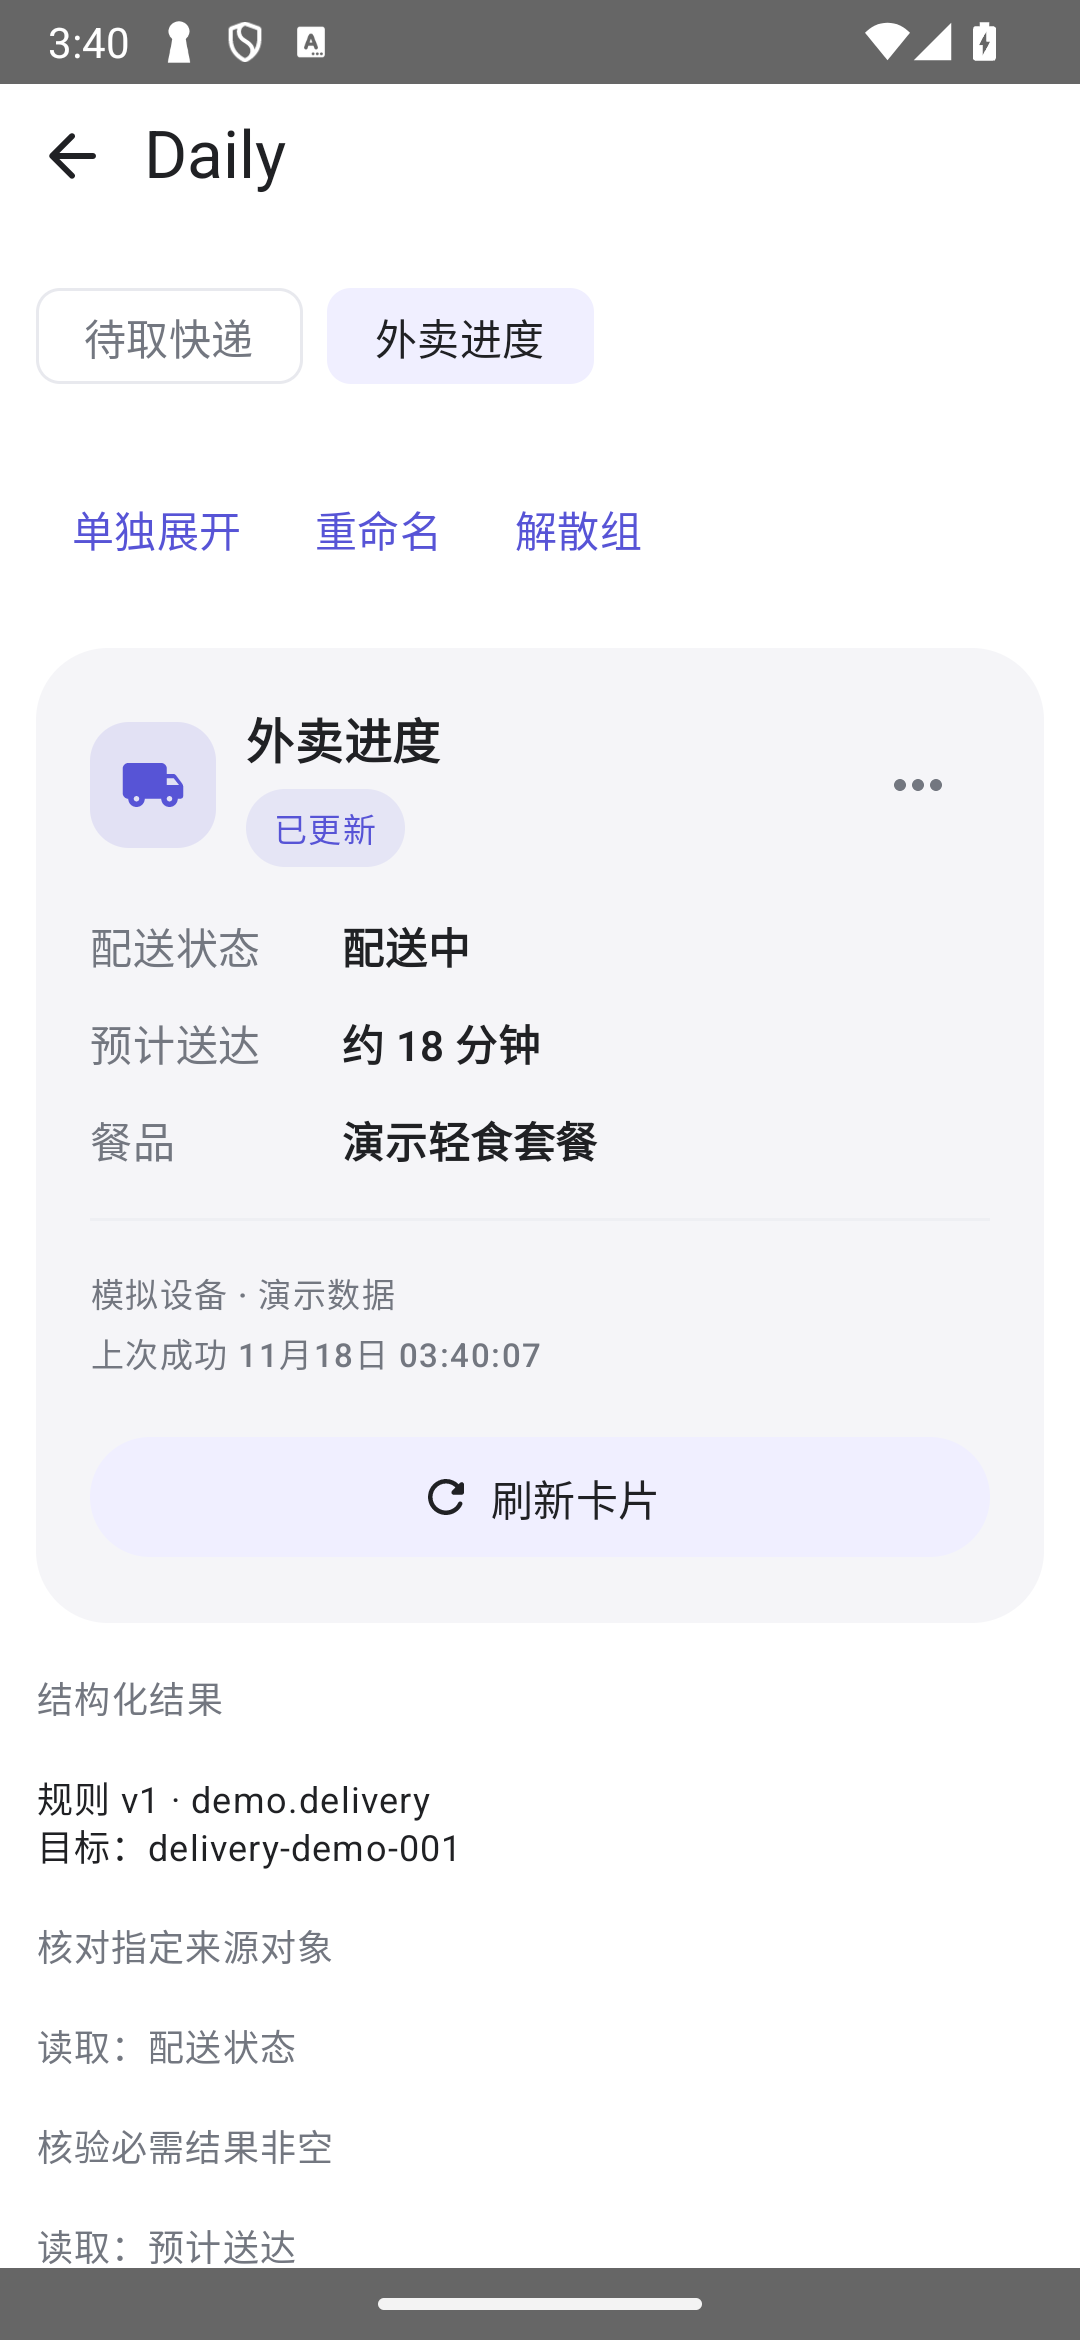 3:40
Daily
待取快递
外卖进度
单独展开
重命名
解散组
外卖进度
已更新
配送状态 配送中
预计送达 约 18 分钟
餐品 演示轻食套餐
模拟设备 · 演示数据
上次成功 11月18日 03:40:07
刷新卡片
结构化结果
规则 v1 · demo.delivery
目标：delivery-demo-001
核对指定来源对象
读取：配送状态
核验必需结果非空
读取：预计送达